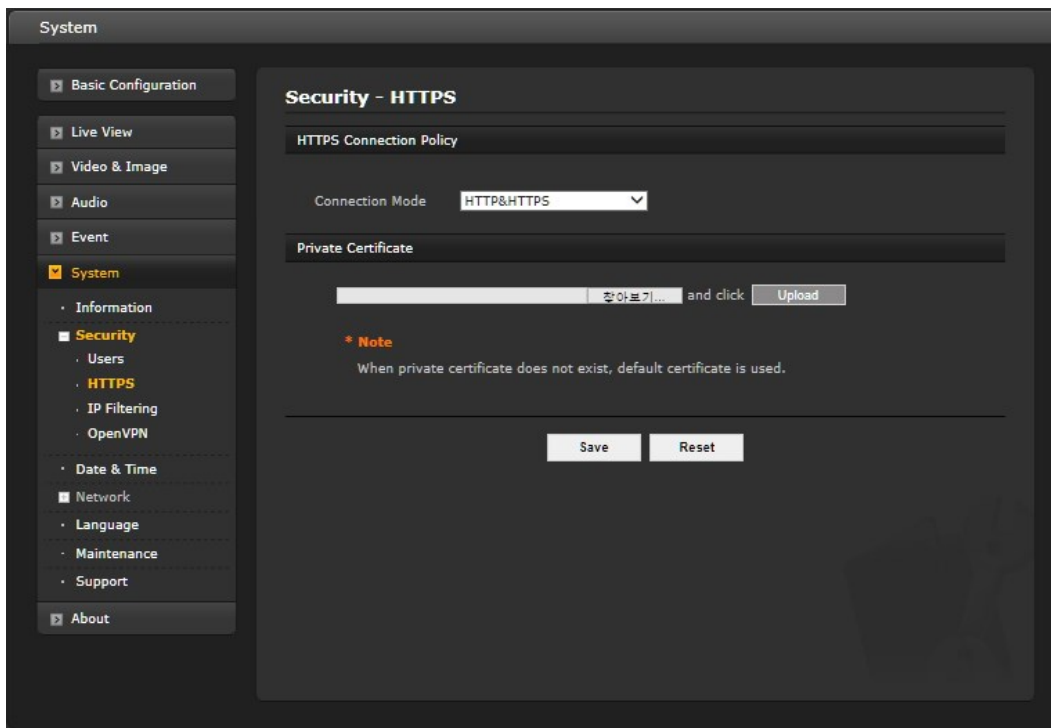 System
Basic Configuration
Live View
Video & Image
Audio
Event
System
Information
Security
Users
HTTPS
IP Filtering
OpenVPN
Date & Time
Network
Language
Maintenance
Support
About
Security - HTTPS
HTTPS Connection Policy
Connection Mode HTTP&HTTPS
Private Certificate
찾아보기... and click Upload
* Note
When private certificate does not exist, default certificate is used.
Save Reset